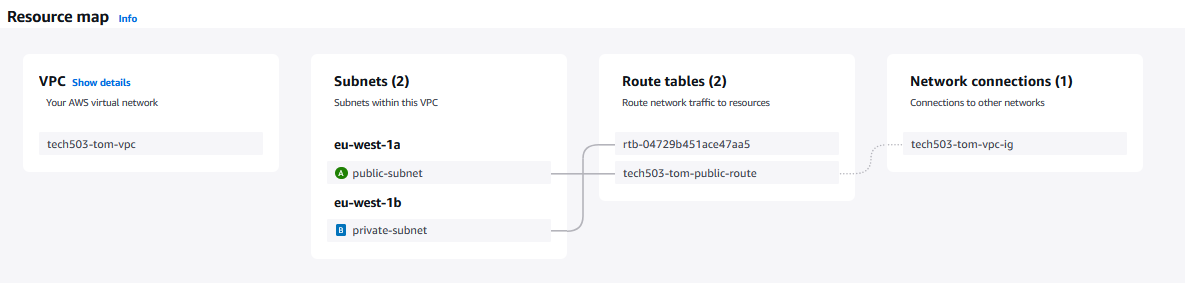 Resource map Info
VPC Show details
Your AWS virtual network
tech503-tom-vpc
Subnets (2)
Subnets within this VPC
eu-west-1a
A public-subnet
eu-west-1b
B private-subnet
Route tables (2)
Route network traffic to resources
rtb-04729b451ace47aa5
tech503-tom-public-route
Network connections (1)
Connections to other networks
tech503-tom-vpc-ig